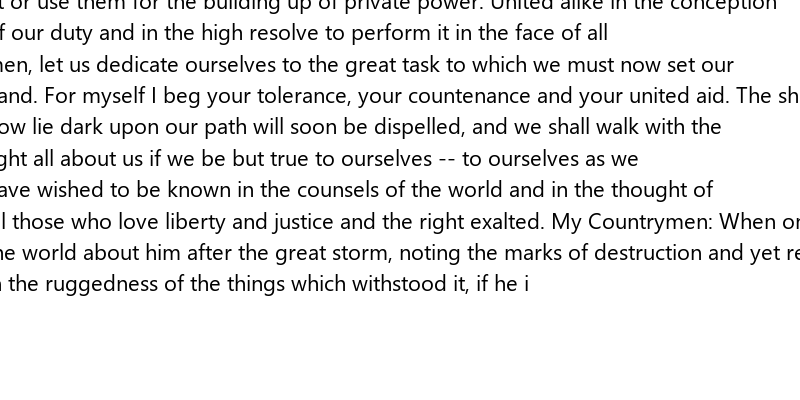 t or use them for the building up of private power. United alike in the conception
f our duty and in the high resolve to perform it in the face of all
men, let us dedicate ourselves to the great task to which we must now set our
and. For myself I beg your tolerance, your countenance and your united aid. The sh
ow lie dark upon our path will soon be dispelled, and we shall walk with the
ght all about us if we be but true to ourselves -- to ourselves as we
ave wished to be known in the counsels of the world and in the thought of
l those who love liberty and justice and the right exalted. My Countrymen: When on
he world about him after the great storm, noting the marks of destruction and yet re
n the ruggedness of the things which withstood it, if he i